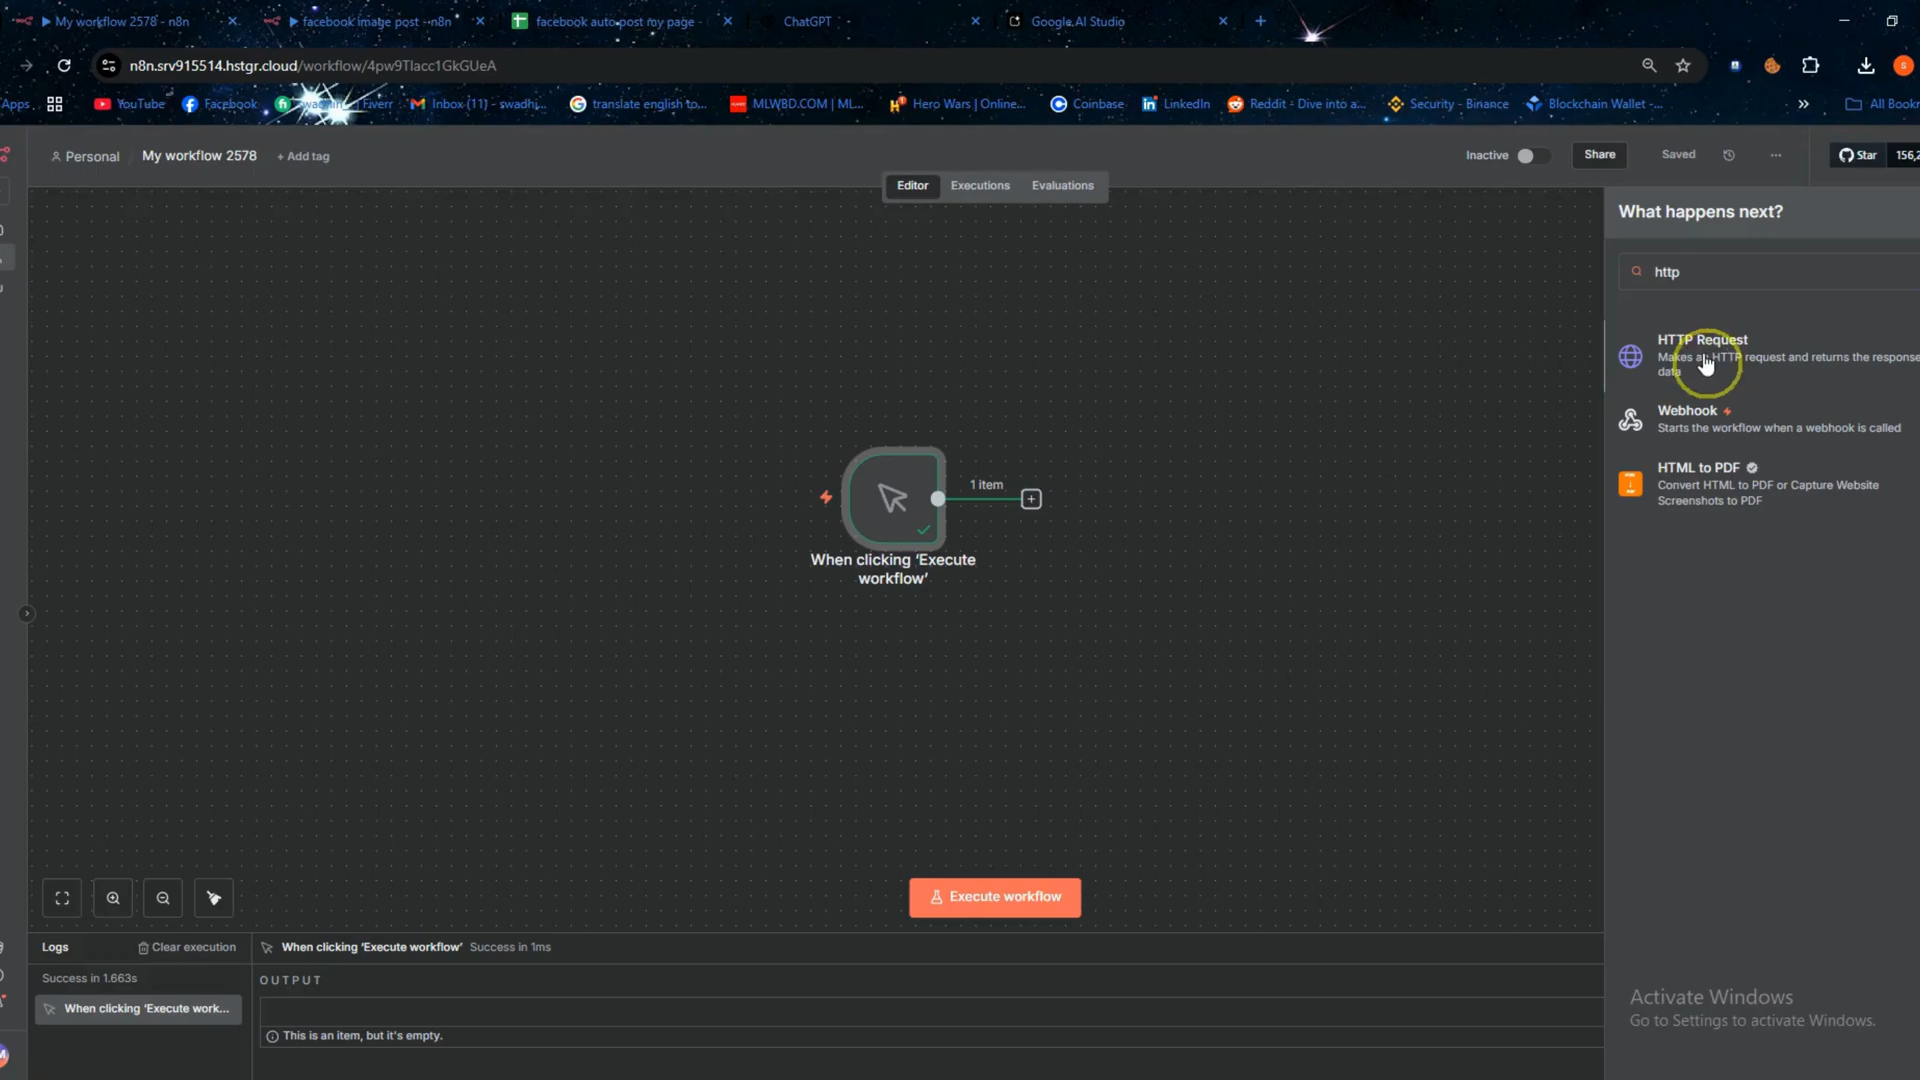 My workflow 2578 - n8n
facebook image post - n8n
facebook auto post my page -
ChatGPT
Google AI Studio
n8n.srv915514.hstgr.cloud/workflow/4pw9TIacc1GkGUeA
Apps
YouTube
Facebook
Fiverr
Inbox (11) - swadhi...
translate english to...
MLWBD.COM | ML...
Hero Wars | Online...
Coinbase
LinkedIn
Reddit - Dive into a...
Security - Binance
Blockchain Wallet -...
All Bookm
Personal
My workflow 2578
+ Add tag
Inactive
Share
Saved
Star
156,2
Editor
Executions
Evaluations
What happens next?
http
HTTP Request
Makes an HTTP request and returns the response
data
Webhook
Starts the workflow when a webhook is called
HTML to PDF
Convert HTML to PDF or Capture Website
Screenshots to PDF
1 item
When clicking ‘Execute
workflow’
Execute workflow
Logs
Clear execution
When clicking ‘Execute workflow’ Success in 1ms
Success in 1.663s
OUTPUT
When clicking ‘Execute work...
This is an item, but it's empty.
Activate Windows
Go to Settings to activate Windows.